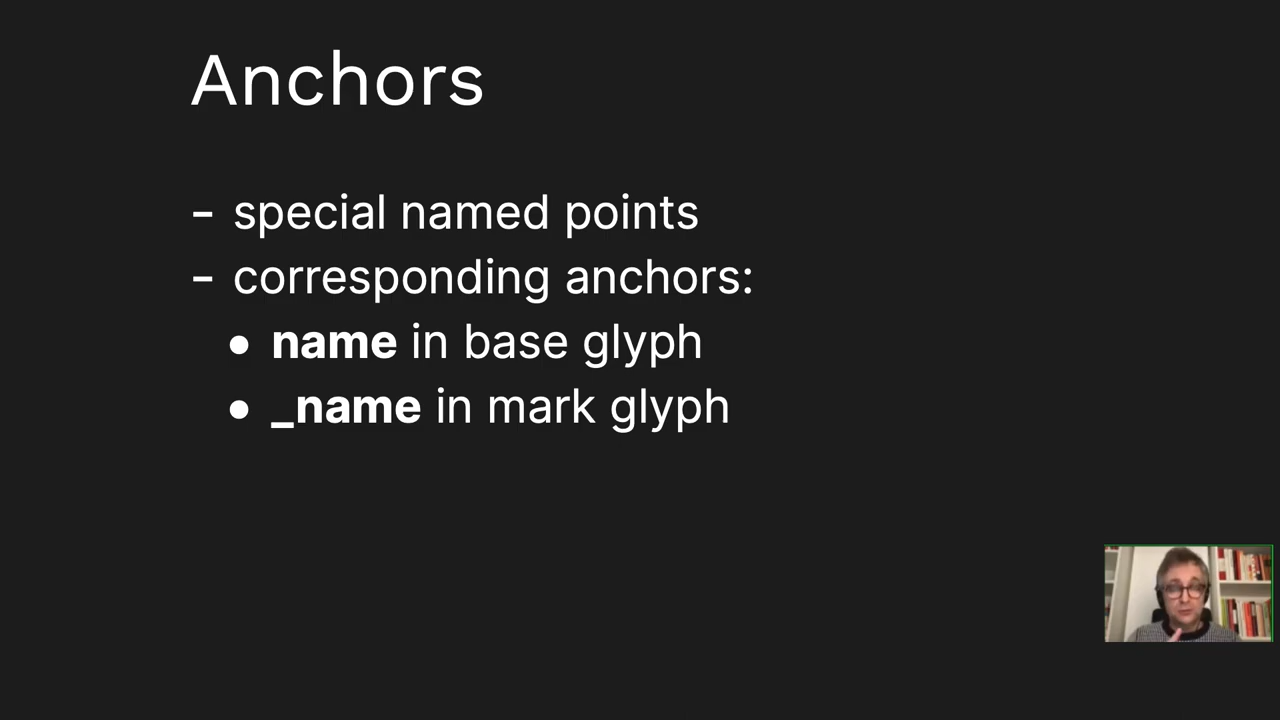 Anchors
– special named points
– corresponding anchors:
• name in base glyph
• _name in mark glyph